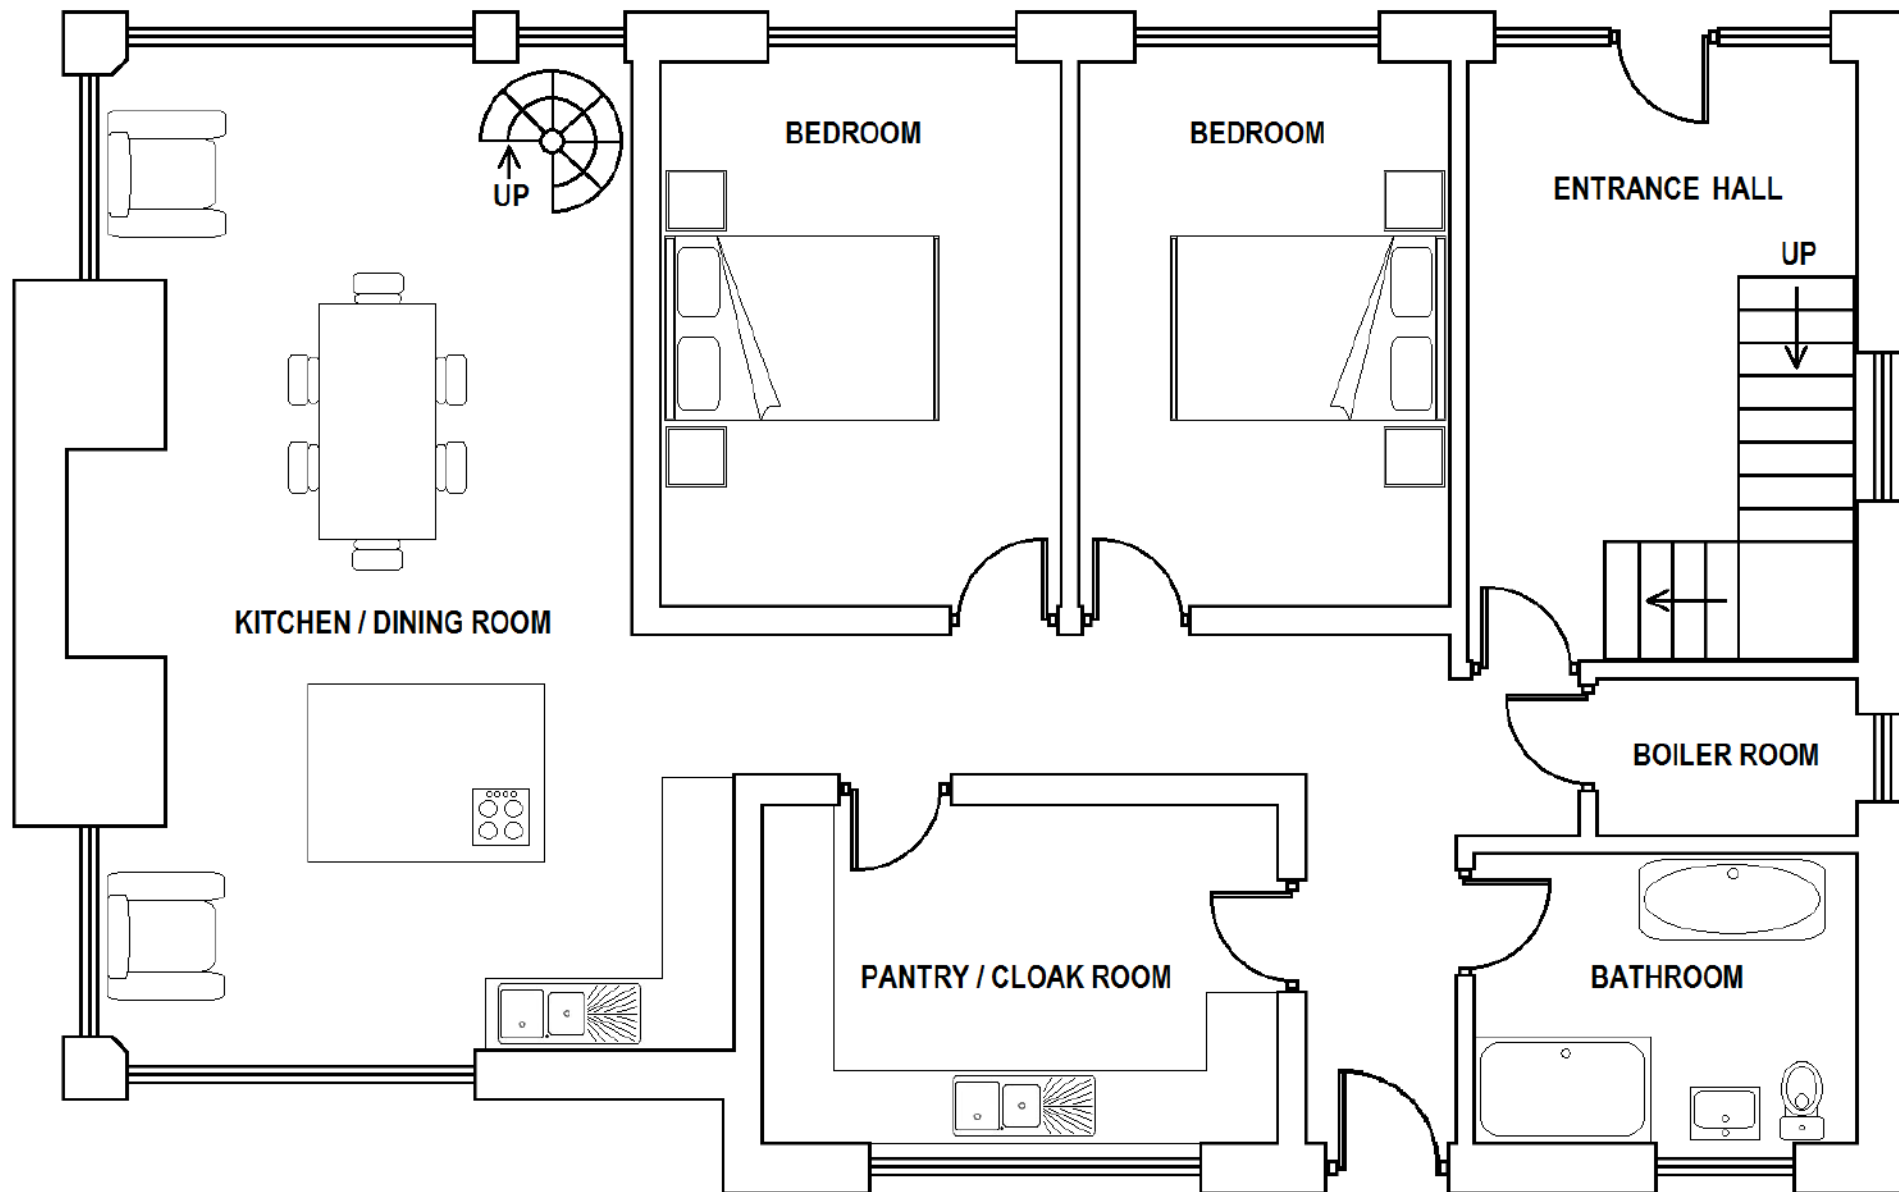 BEDROOM
BEDROOM
ENTRANCE HALL
UP
UP
KITCHEN / DINING ROOM
BOILER ROOM
PANTRY / CLOAK ROOM
BATHROOM